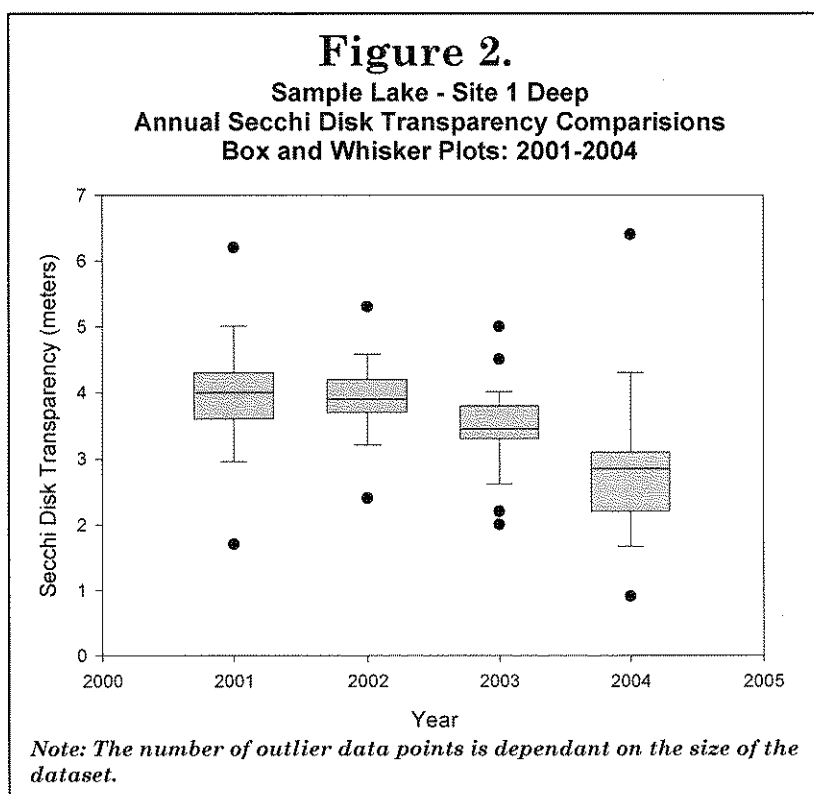 Figure 2.
Sample Lake - Site 1 Deep
Annual Secchi Disk Transparency Comparisions
Box and Whisker Plots: 2001-2004
Secchi Disk Transparency (meters)
7
6
5
4
3
2
1
0
2000 2001 2002 2003 2004 2005
Year
Note: The number of outlier data points is dependant on the size of the
dataset.